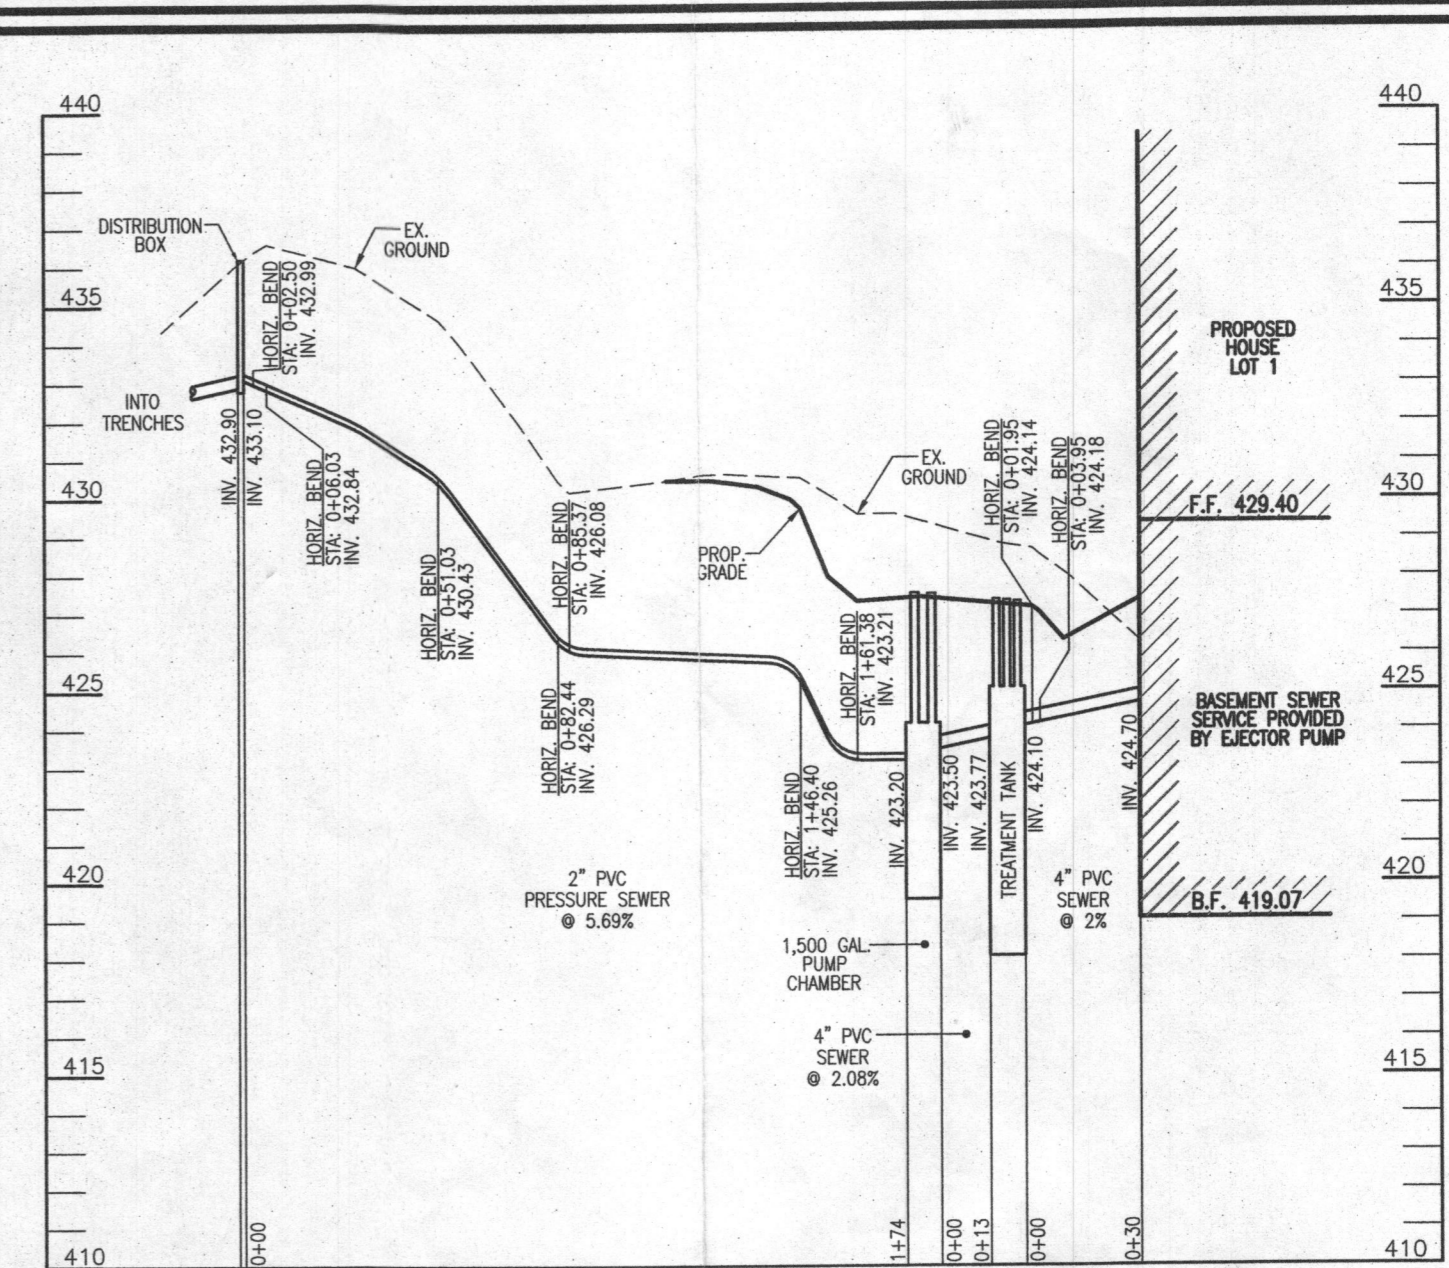 440
435
430
425
420
415
410
DISTRIBUTION
BOX
EX.
GROUND
HORIZ. BEND
STA: 0+02.50
INV. 432.99
INTO
TRENCHES
INV. 432.90
INV. 433.10
HORIZ. BEND
STA: 0+06.03
INV. 432.84
HORIZ. BEND
STA: 0+51.03
INV. 430.43
HORIZ. BEND
STA: 0+85.37
INV. 426.08
HORIZ. BEND
STA: 0+82.44
INV. 426.29
PROP.
GRADE
EX.
GROUND
HORIZ. BEND
STA: 1+61.38
INV. 423.21
HORIZ. BEND
STA: 1+46.40
INV. 425.26
HORIZ. BEND
STA: 0+01.95
INV. 424.14
HORIZ. BEND
STA: 0+03.95
INV. 424.18
INV. 423.20
INV. 423.50
INV. 423.77
TREATMENT TANK
INV. 424.10
INV. 424.70
2" PVC
PRESSURE SEWER
@ 5.69%
4" PVC
SEWER
@ 2%
1,500 GAL.
PUMP
CHAMBER
4" PVC
SEWER
@ 2.08%
PROPOSED
HOUSE
LOT 1
F.F. 429.40
BASEMENT SEWER
SERVICE PROVIDED
BY EJECTOR PUMP
B.F. 419.07
0+00
1+74
0+00
0+13
0+00
0+30
440
435
430
425
420
415
410